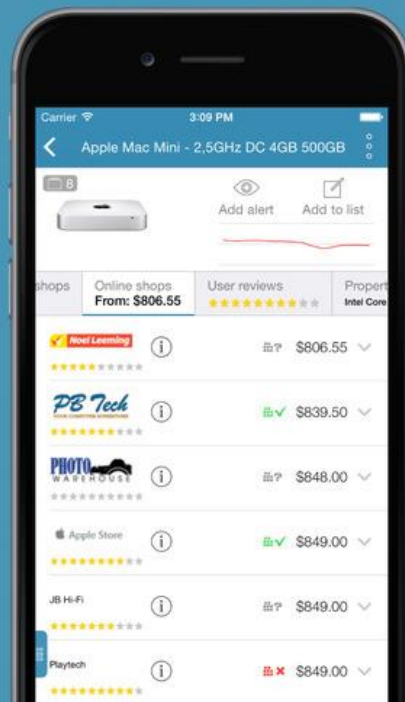 Carrier 3:09 PM
Apple Mac Mini - 2,5GHz DC 4GB 500GB
8
Add alert Add to list
shops Online shops User reviews Propert
From: $806.55 Intel Core
Noel Leeming $806.55
PB Tech $839.50
YOUR COMPUTER SUPERSTORE
PHOTO $848.00
WAREHOUSE
Apple Store $849.00
JB Hi-Fi $849.00
Playtech $849.00